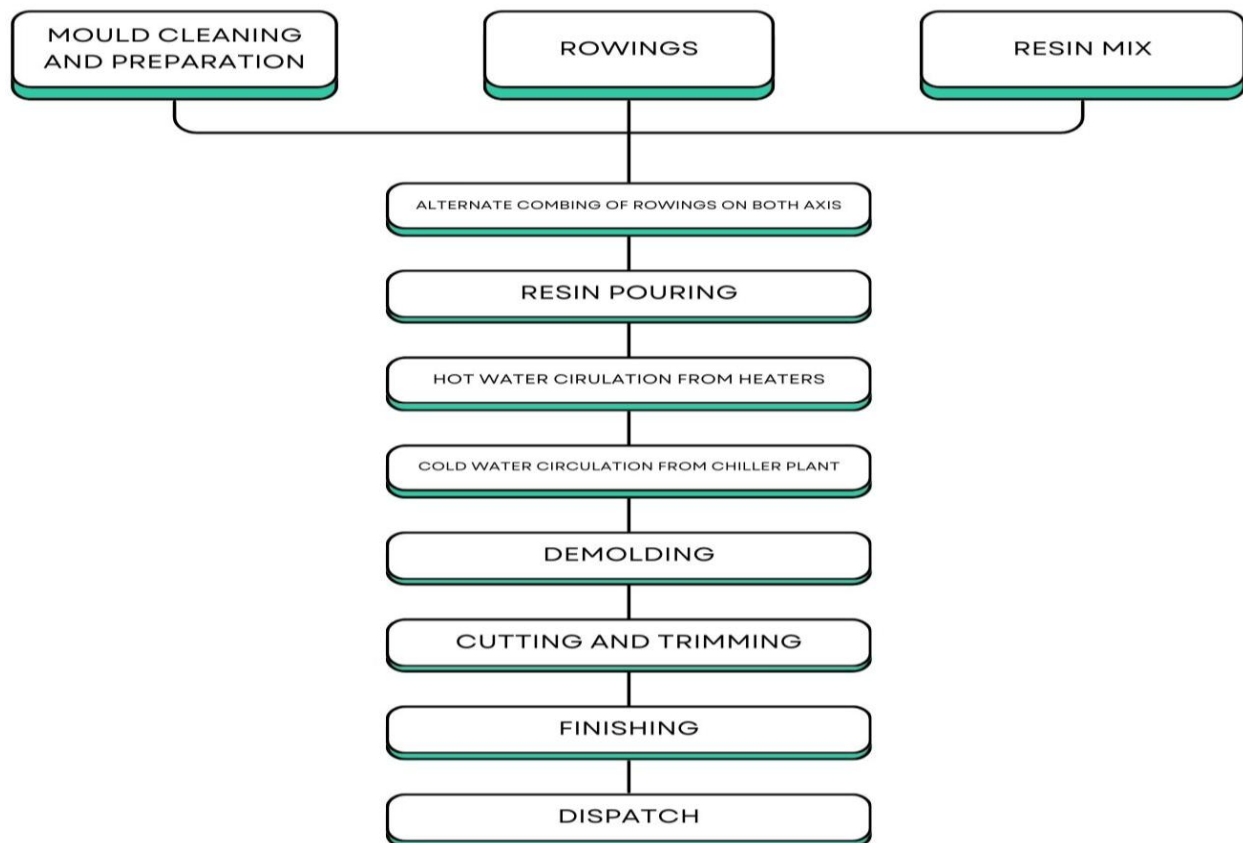 MOULD CLEANING
AND PREPARATION
ROWINGS
RESIN MIX
ALTERNATE COMBING OF ROWINGS ON BOTH AXIS
RESIN POURING
HOT WATER CIRULATION FROM HEATERS
COLD WATER CIRCULATION FROM CHILLER PLANT
DEMOLDING
CUTTING AND TRIMMING
FINISHING
DISPATCH